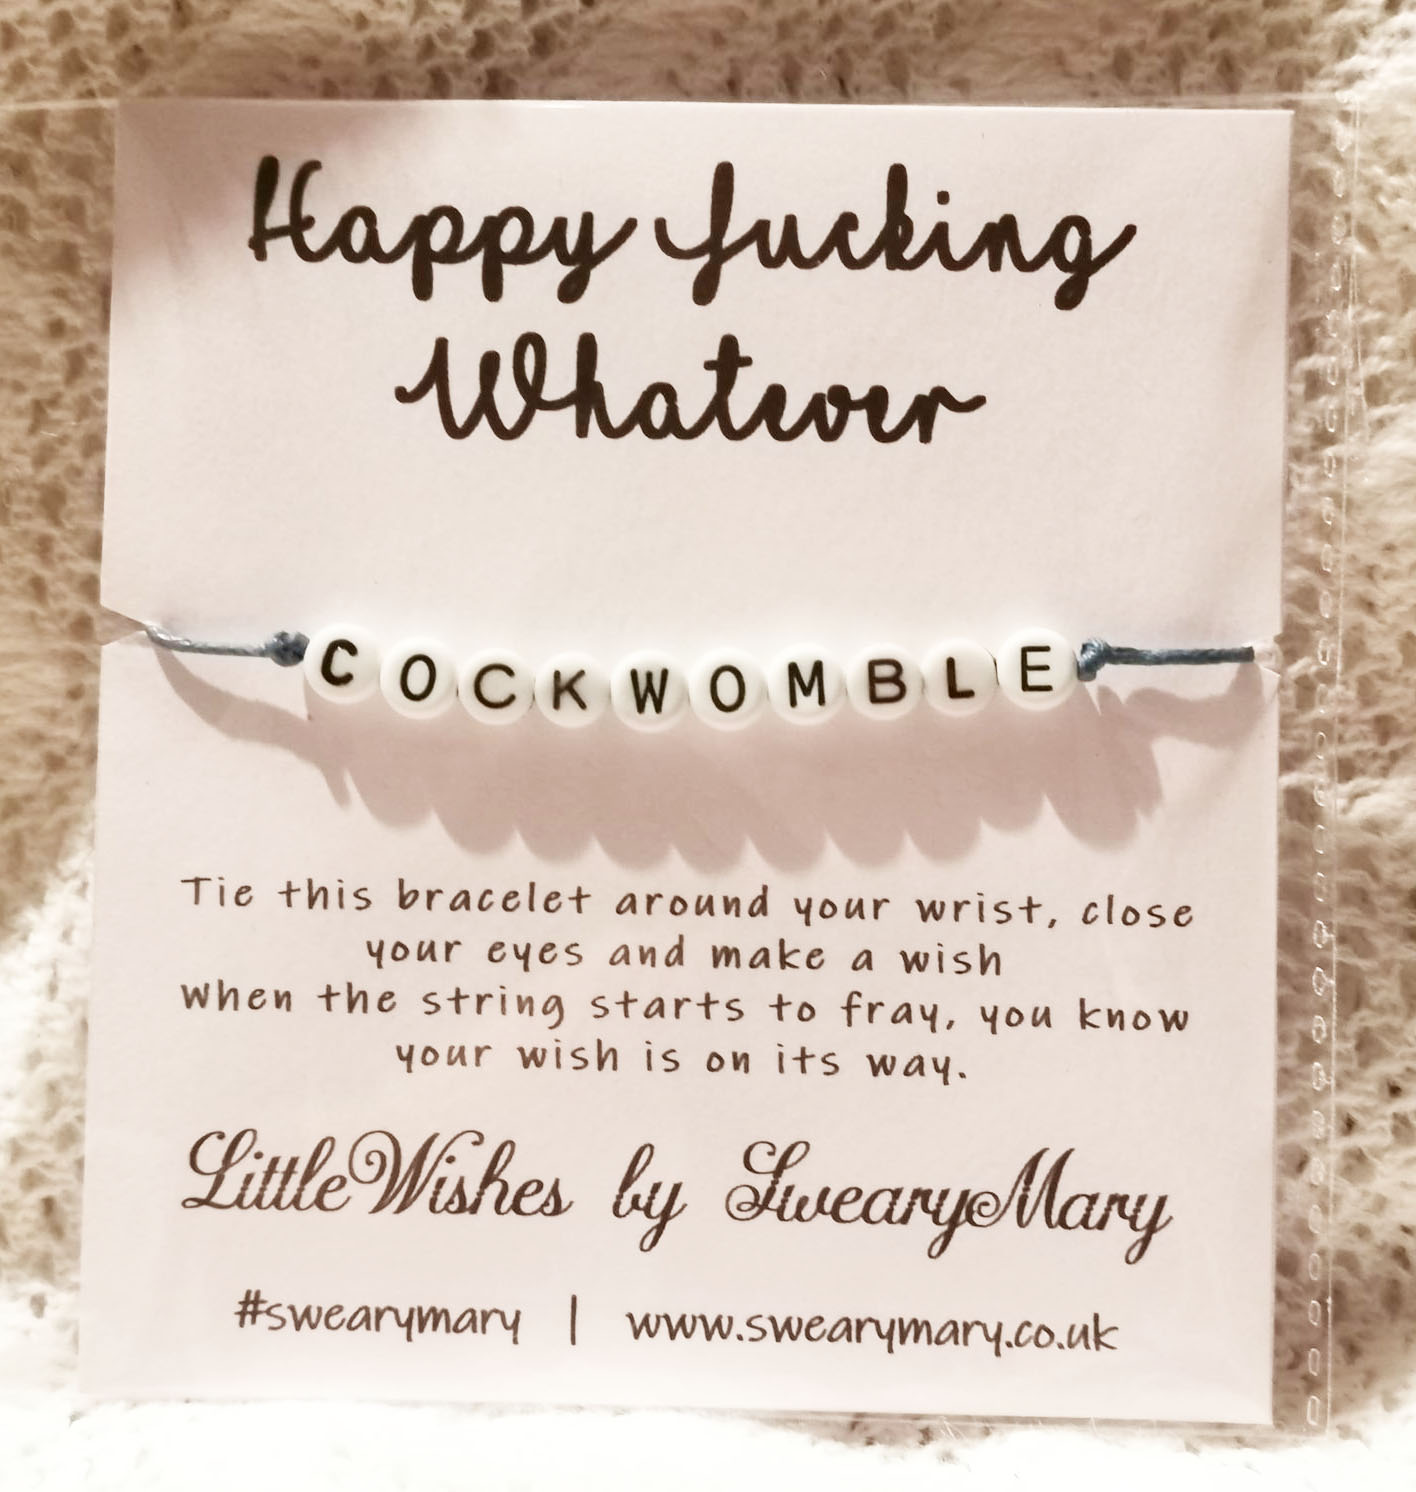 Happy fucking
Whatever
COCKWOMBLE
Tie this bracelet around your wrist, close
your eyes and make a wish
When the string starts to fray, you know
your wish is on its way.
LittleWishes by SwearyMary
#swearymary | www.swearymary.co.uk